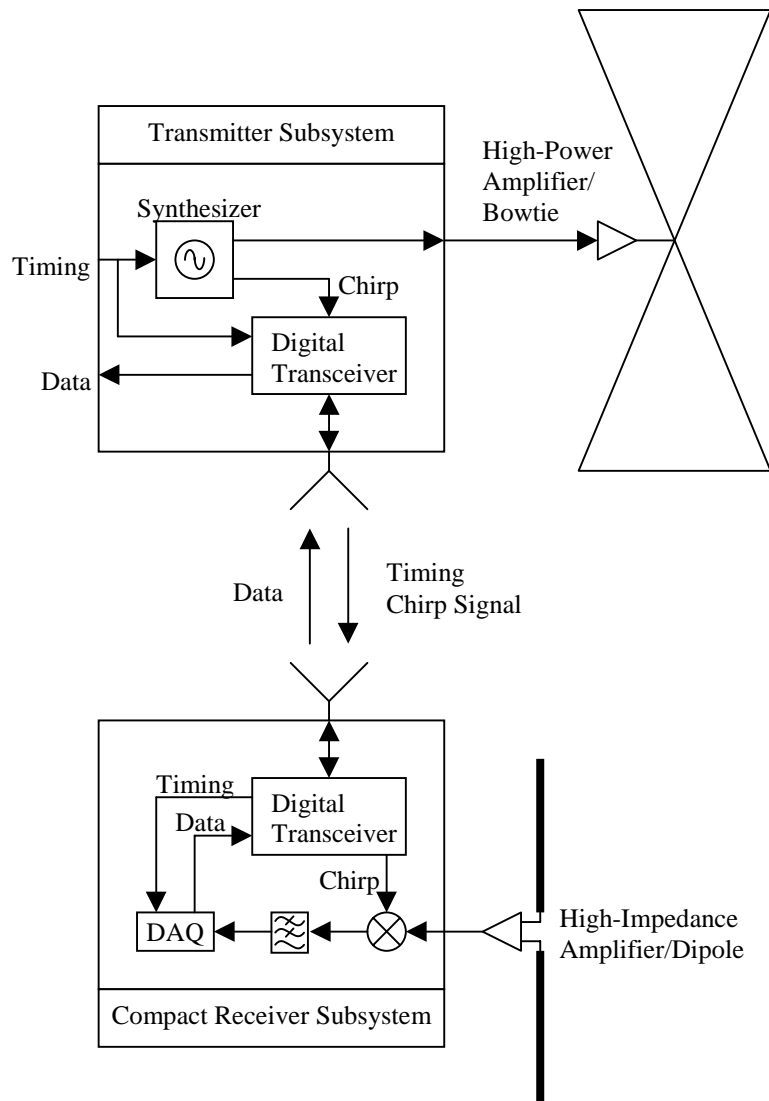 Transmitter Subsystem
High-Power
Amplifier/
Bowtie
Synthesizer
Timing
Chirp
Digital
Transceiver
Data
Data
Timing
Chirp Signal
Timing
Digital
Transceiver
Data
Chirp
DAQ
High-Impedance
Amplifier/Dipole
Compact Receiver Subsystem